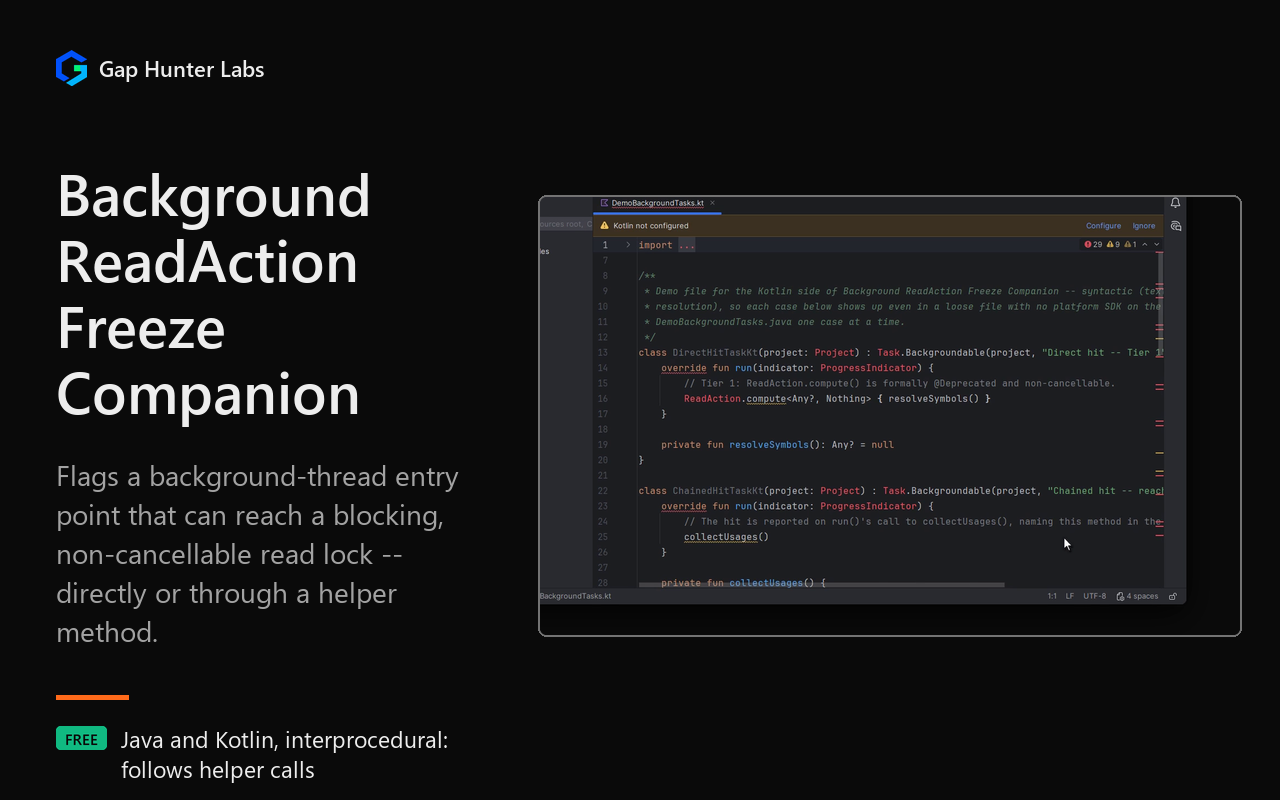 Gap Hunter Labs
Background
ReadAction
Freeze
Companion
Flags a background-thread entry
point that can reach a blocking,
non-cancellable read lock --
directly or through a helper
method.
FREE
Java and Kotlin, interprocedural:
follows helper calls
DemoBackgroundTasks.kt ×
Kotlin not configured Configure Ignore
1 import ... 29 9 1
7
8 /**
9 * Demo file for the Kotlin side of Background ReadAction Freeze Companion -- syntactic
10 * resolution), so each case below shows up even in a loose file with no platform SDK on the
11 * DemoBackgroundTasks.java one case at a time.
12 */
13 class DirectHitTaskKt(project: Project) : Task.Backgroundable(project, "Direct hit -- Tier 1"
14 override fun run(indicator: ProgressIndicator) {
15 // Tier 1: ReadAction.compute() is formally @Deprecated and non-cancellable.
16 ReadAction.compute<Any?, Nothing> { resolveSymbols() }
17 }
18
19 private fun resolveSymbols(): Any? = null
20 }
21
22 class ChainedHitTaskKt(project: Project) : Task.Backgroundable(project, "Chained hit --
23 override fun run(indicator: ProgressIndicator) {
24 // The hit is reported on run()'s call to collectUsages(), naming this method in the
25 collectUsages()
26 }
27
28 private fun collectUsages() {
BackgroundTasks.kt 1:1 LF UTF-8 4 spaces